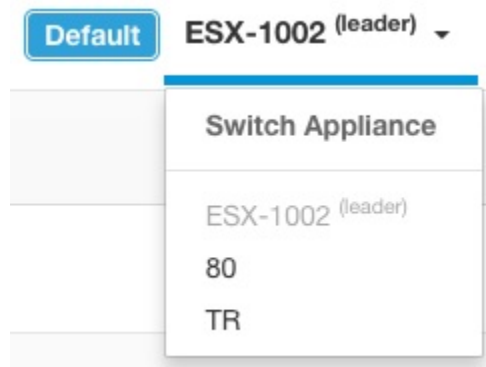 Default ESX-1002 (leader)
Switch Appliance
ESX-1002 (leader)
80
TR